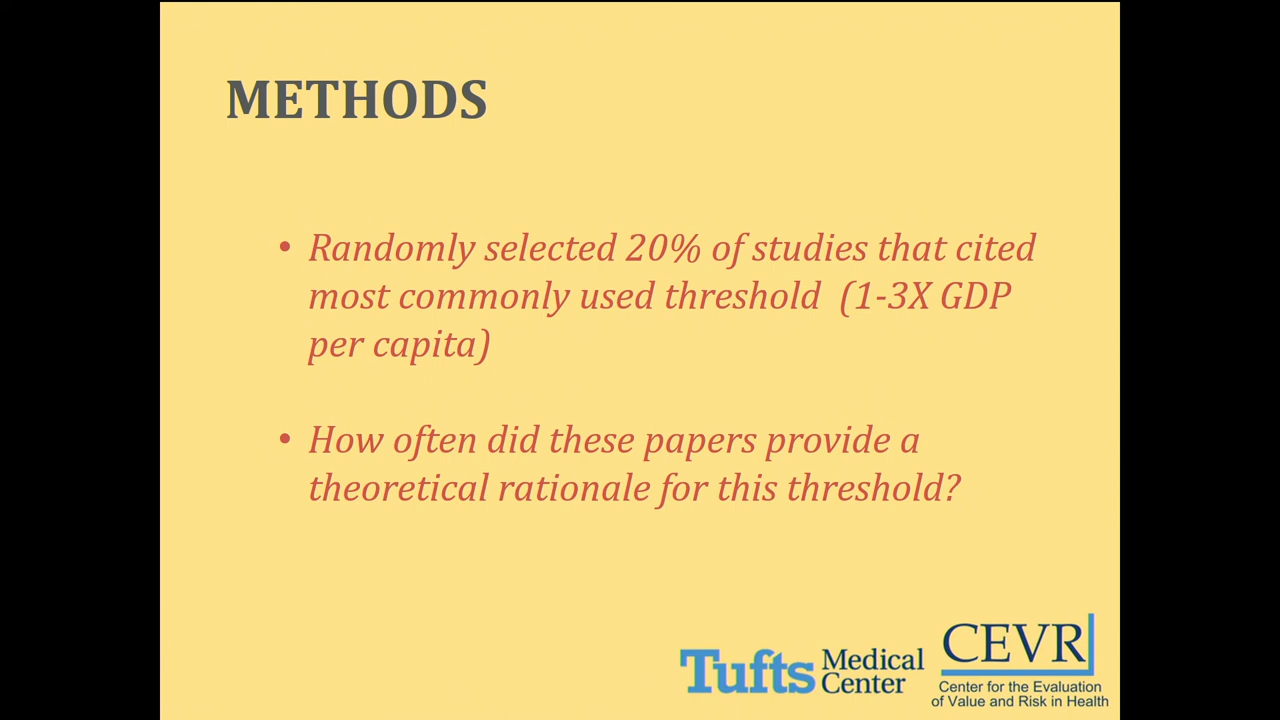 METHODS
• Randomly selected 20% of studies that cited
most commonly used threshold (1-3X GDP
per capita)
• How often did these papers provide a
theoretical rationale for this threshold?
Tufts Medical
Center
CEVR
Center for the Evaluation
of Value and Risk in Health